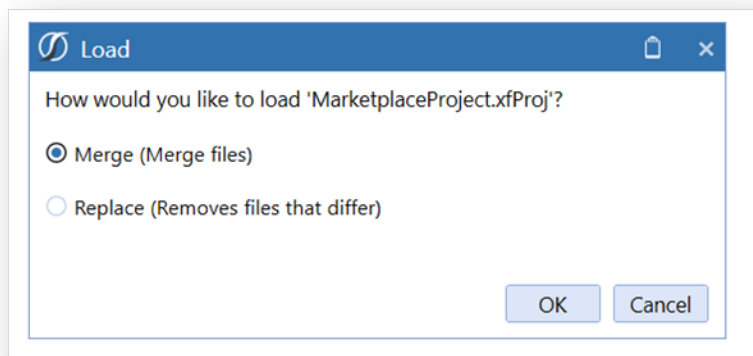 Load
How would you like to load 'MarketplaceProject.xfProj'?
Merge (Merge files)
Replace (Removes files that differ)
OK Cancel